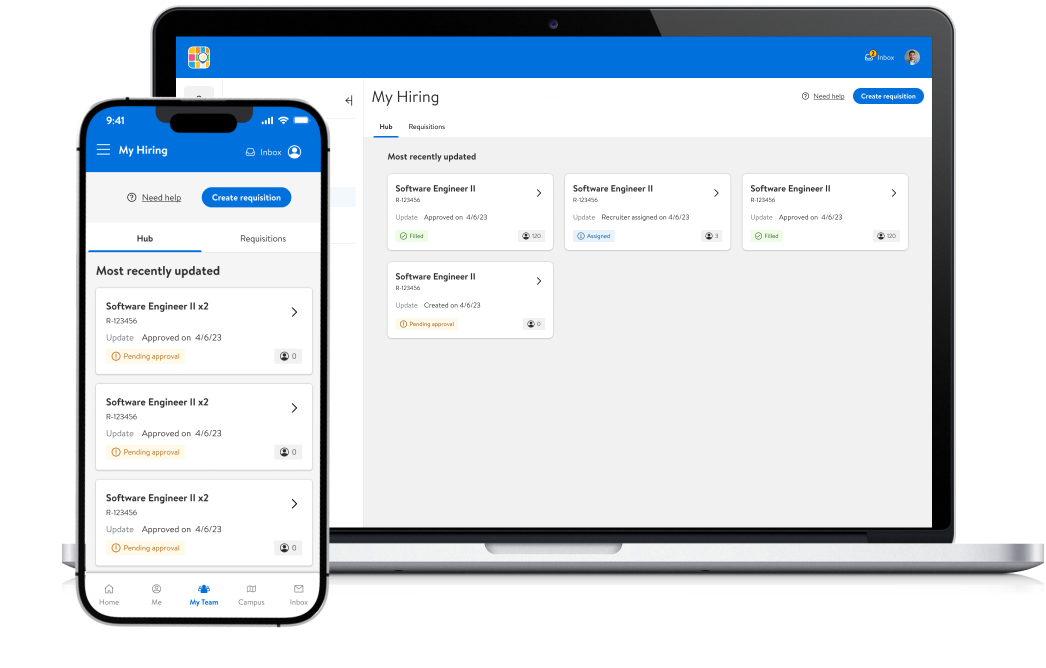 2
Inbox
My Hiring
Need help
Create requisition
Hub
Requisitions
Most recently updated
Software Engineer II
R-123456
Update Approved on 4/6/23
Filled
120
Software Engineer II
R-123456
Update Recruiter assigned on 4/6/23
Assigned
3
Software Engineer II
R-123456
Update Approved on 4/6/23
Filled
120
Software Engineer II
R-123456
Update Created on 4/6/23
Pending approval
0
9:41
My Hiring
Inbox
Need help
Create requisition
Hub
Requisitions
Most recently updated
Software Engineer II x2
R-123456
Update Approved on 4/6/23
Pending approval
0
Software Engineer II x2
R-123456
Update Approved on 4/6/23
Pending approval
0
Software Engineer II x2
R-123456
Update Approved on 4/6/23
Pending approval
0
Home
Me
My Team
Campus
Inbox